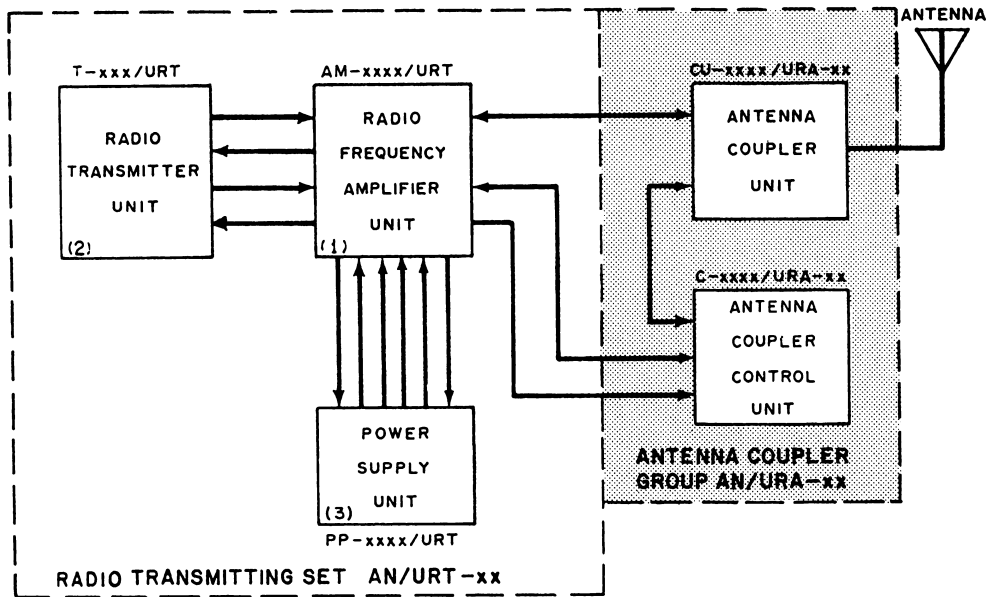 ANTENNA
T-xxx/URT
RADIO
TRANSMITTER
UNIT
(2)
AM-xxxx/URT
RADIO
FREQUENCY
AMPLIFIER
UNIT
(1)
CU-xxxx/URA-xx
ANTENNA
COUPLER
UNIT
C-xxxx/URA-xx
ANTENNA
COUPLER
CONTROL
UNIT
POWER
SUPPLY
UNIT
(3)
PP-xxxx/URT
ANTENNA COUPLER
GROUP AN/URA-xx
RADIO TRANSMITTING SET AN/URT-xx